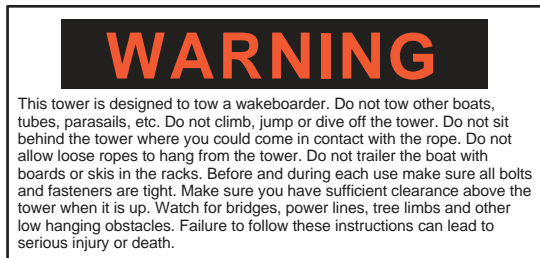 WARNING
This tower is designed to tow a wakeboarder. Do not tow other boats,
tubes, parasails, etc. Do not climb, jump or dive off the tower. Do not sit
behind the tower where you could come in contact with the rope. Do not
allow loose ropes to hang from the tower. Do not trailer the boat with
boards or skis in the racks. Before and during each use make sure all bolts
and fasteners are tight. Make sure you have sufficient clearance above the
tower when it is up. Watch for bridges, power lines, tree limbs and other
low hanging obstacles. Failure to follow these instructions can lead to
serious injury or death.